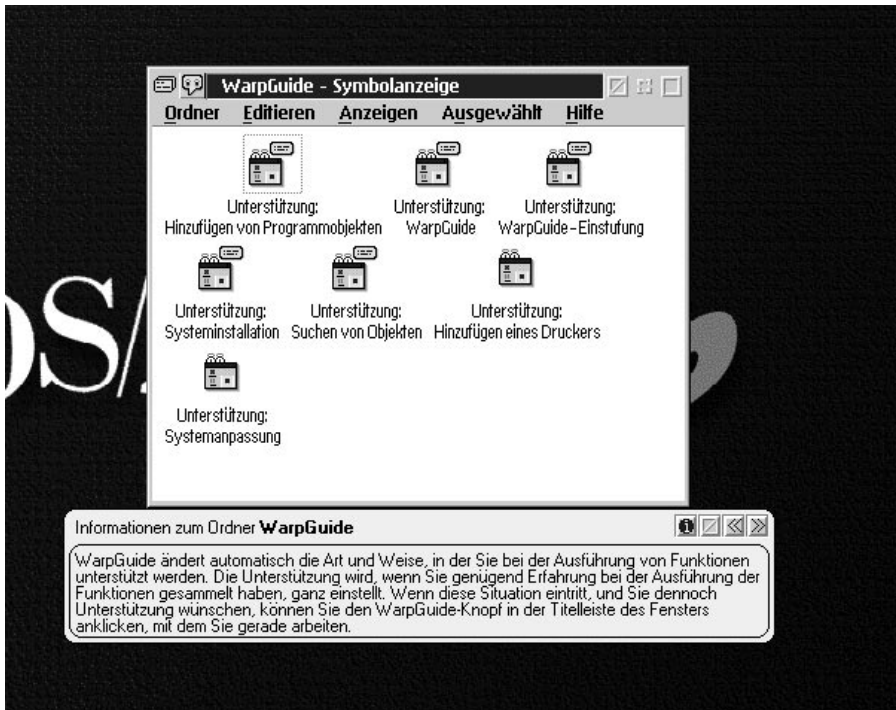 WarpGuide - Symbolanzeige
Ordner Editieren Anzeigen Ausgewählt Hilfe
Unterstützung: Unterstützung: Unterstützung:
Hinzufügen von Programmobjekten WarpGuide WarpGuide-Einstufung
Unterstützung: Unterstützung: Unterstützung:
Systeminstallation Suchen von Objekten Hinzufügen eines Druckers
Unterstützung:
Systemanpassung
OS/
Informationen zum Ordner WarpGuide
WarpGuide ändert automatisch die Art und Weise, in der Sie bei der Ausführung von Funktionen
unterstützt werden. Die Unterstützung wird, wenn Sie genügend Erfahrung bei der Ausführung der
Funktionen gesammelt haben, ganz einstellt. Wenn diese Situation eintritt, und Sie dennoch
Unterstützung wünschen, können Sie den WarpGuide-Knopf in der Titelleiste des Fensters
anklicken, mit dem Sie gerade arbeiten.